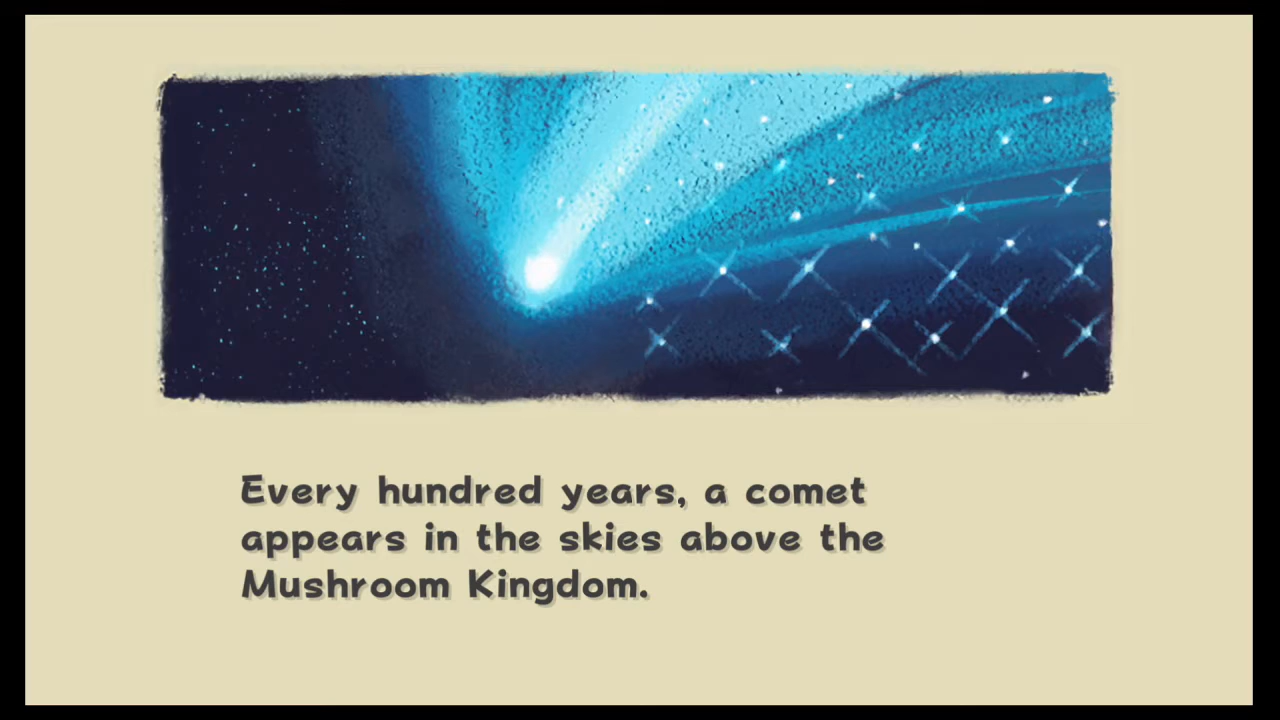 Every hundred years, a comet
appears in the skies above the
Mushroom Kingdom.